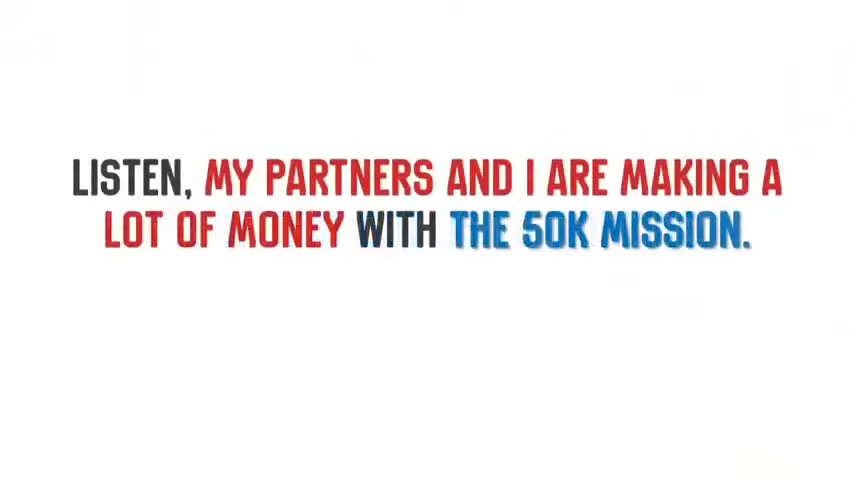 LISTEN, MY PARTNERS AND I ARE MAKING A
LOT OF MONEY WITH THE 50K MISSION.